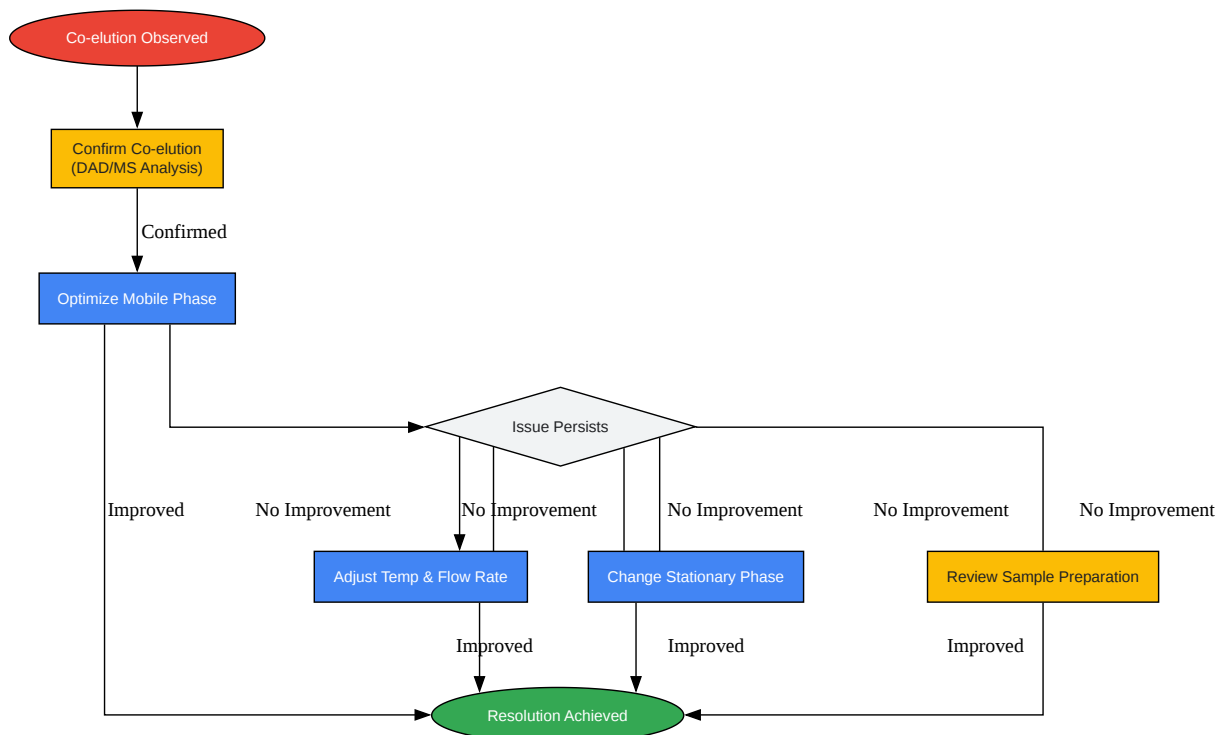 Co-elution Observed
Confirm Co-elution
(DAD/MS Analysis)
Confirmed
Optimize Mobile Phase
Issue Persists
Improved
No Improvement
No Improvement
No Improvement
No Improvement
No Improvement
Adjust Temp & Flow Rate
Change Stationary Phase
Review Sample Preparation
Improved
Improved
Improved
Resolution Achieved